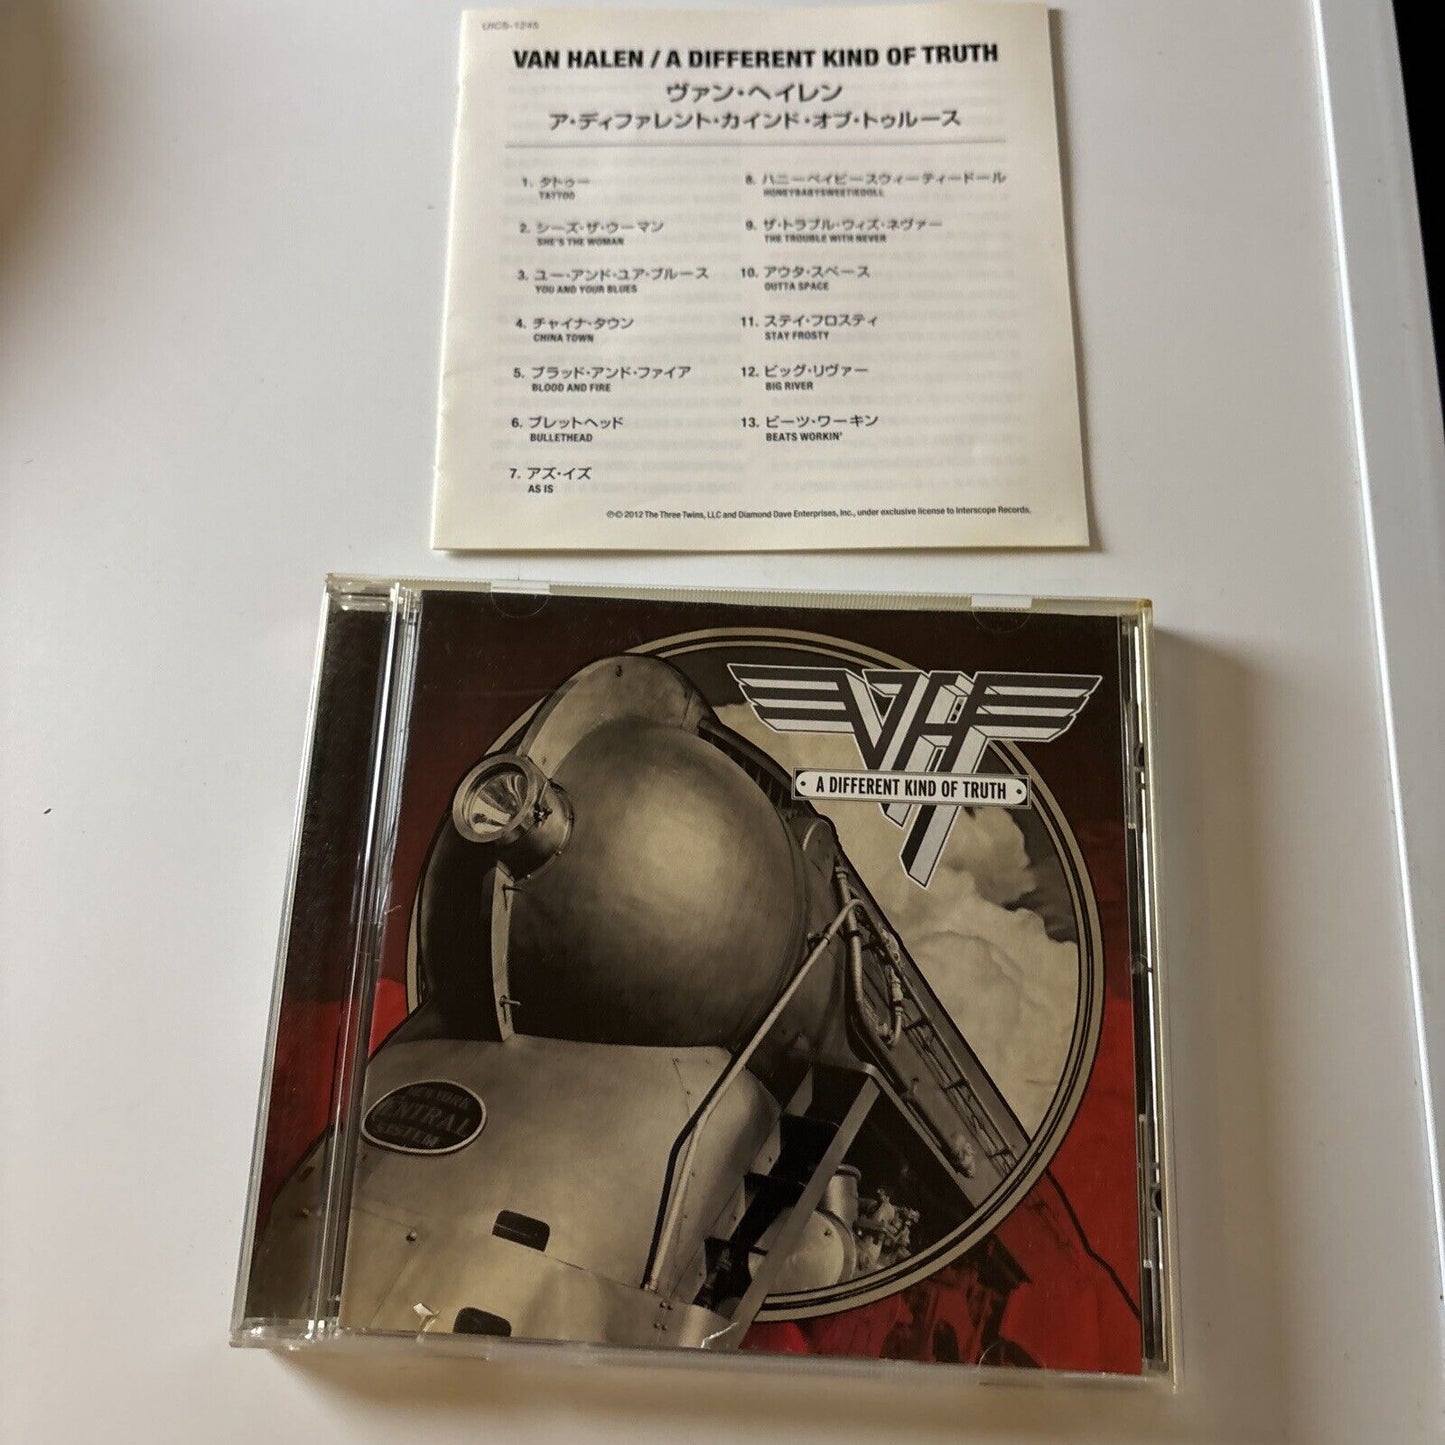 UICS-1245
VAN HALEN / A DIFFERENT KIND OF TRUTH
ヴァン・ヘイレン
ア・ディファレント・カインド・オブ・トゥルース
1. タトゥー
TATTOO
2. シーズ・ザ・ウーマン
SHE'S THE WOMAN
3. ユー・アンド・ユア・ブルース
YOU AND YOUR BLUES
4. チャイナ・タウン
CHINA TOWN
5. ブラッド・アンド・ファイア
BLOOD AND FIRE
6. ブレットヘッド
BULLETHEAD
7. アズ・イズ
AS IS
8. ハニーベイビースウィーティードール
HONEYBABYSWEETIEDOLL
9. ザ・トラブル・ウィズ・ネヴァー
THE TROUBLE WITH NEVER
10. アウタ・スペース
OUTTA SPACE
11. ステイ・フロスティ
STAY FROSTY
12. ビッグ・リヴァー
BIG RIVER
13. ビーツ・ワーキン
BEATS WORKIN'
℗© 2012 The Three Twins, LLC and Diamond Dave Enterprises, Inc., under exclusive license to Interscope Records.
VH
A DIFFERENT KIND OF TRUTH
NEW YORK
CENTRAL
SYSTEM